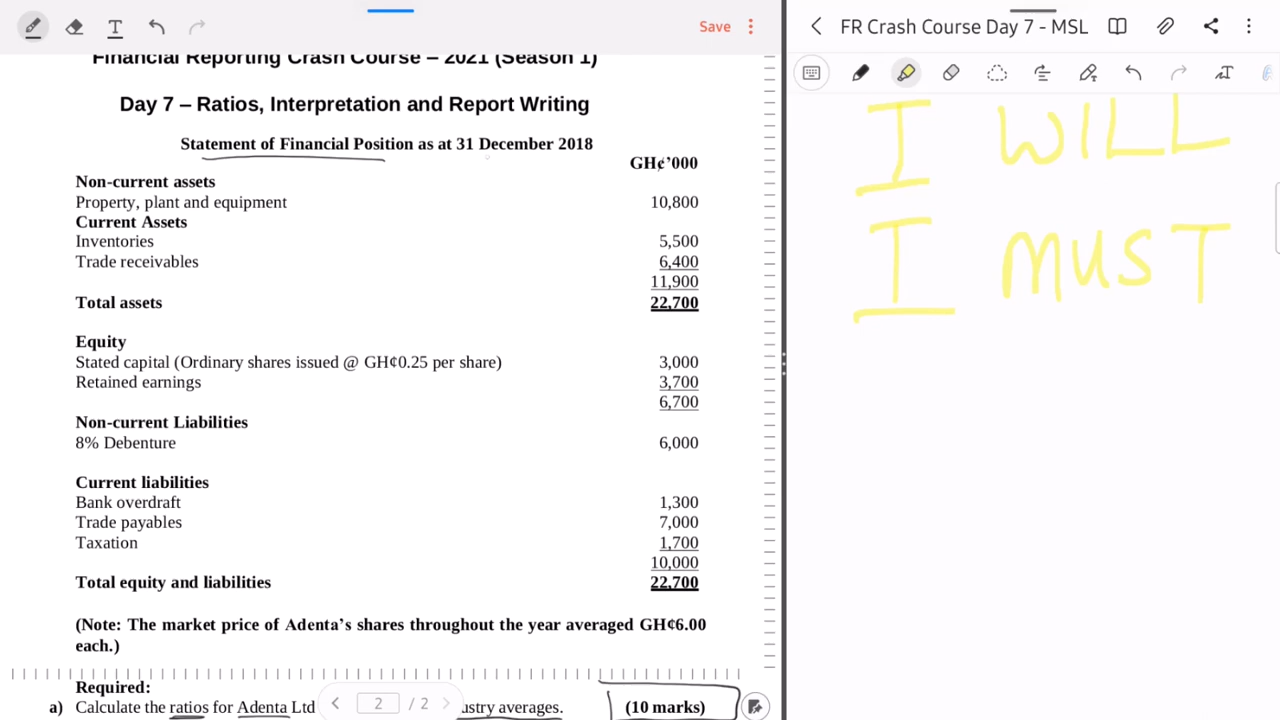 Save
Financial Reporting Crash Course – 2021 (Season 1)
Day 7 – Ratios, Interpretation and Report Writing
Statement of Financial Position as at 31 December 2018
GH¢’000
Non-current assets
Property, plant and equipment 10,800
Current Assets
Inventories 5,500
Trade receivables 6,400
11,900
Total assets 22,700
Equity
Stated capital (Ordinary shares issued @ GH¢0.25 per share) 3,000
Retained earnings 3,700
6,700
Non-current Liabilities
8% Debenture 6,000
Current liabilities
Bank overdraft 1,300
Trade payables 7,000
Taxation 1,700
10,000
Total equity and liabilities 22,700
(Note: The market price of Adenta’s shares throughout the year averaged GH¢6.00
each.)
Required:
a) Calculate the ratios for Adenta Ltd ustry averages. (10 marks)
2 / 2
FR Crash Course Day 7 - MSL
T
I WILL
I MUST